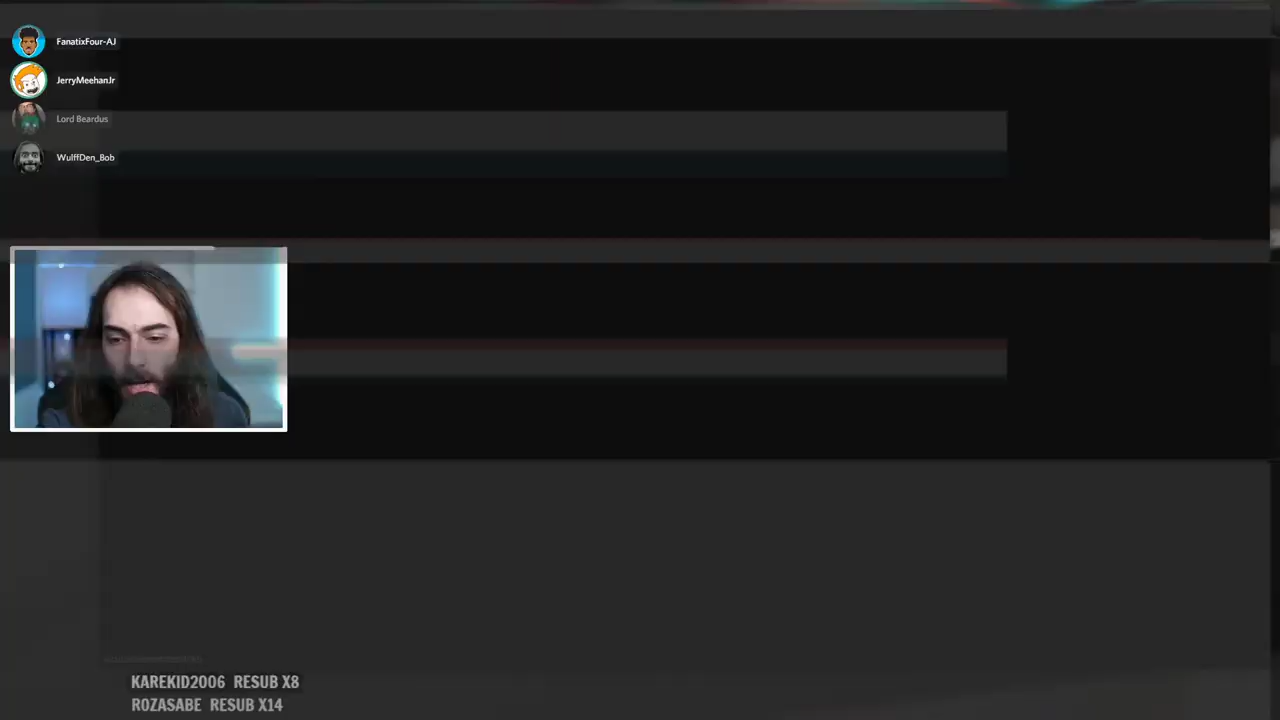 FanatixFour-AJ
JerryMeehanJr
Lord Beardus
WulffDen_Bob
KAREKID2006 RESUB X8
ROZASABE RESUB X14